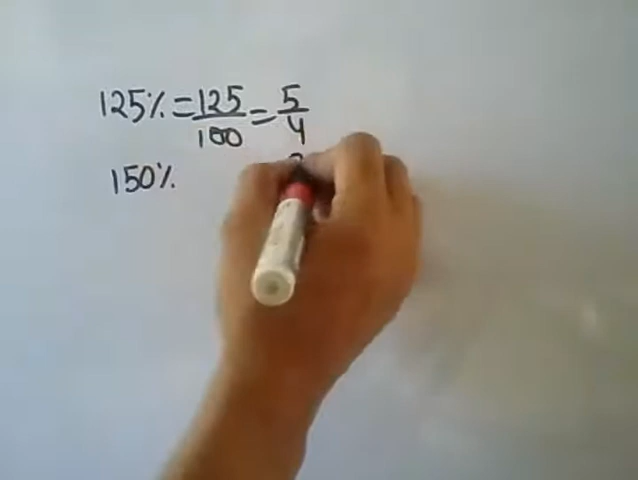 125% = 125/100 = 5/4
150%